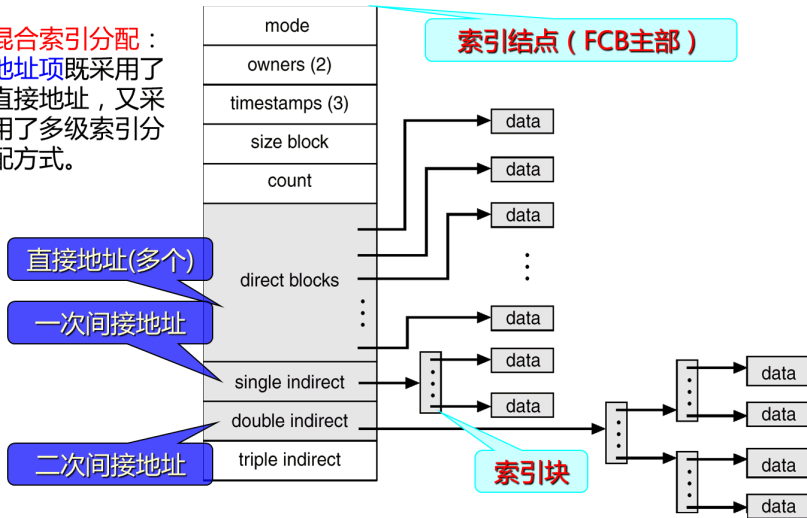 混合索引分配：
地址项既采用了
直接地址，又采
用了多级索引分
配方式。
mode
索引结点（FCB主部）
owners (2)
timestamps (3)
size block
count
data
data
data
直接地址(多个)
direct blocks
一次间接地址
data
data
single indirect
data
data
double indirect
data
二次间接地址
triple indirect
索引块
data
data